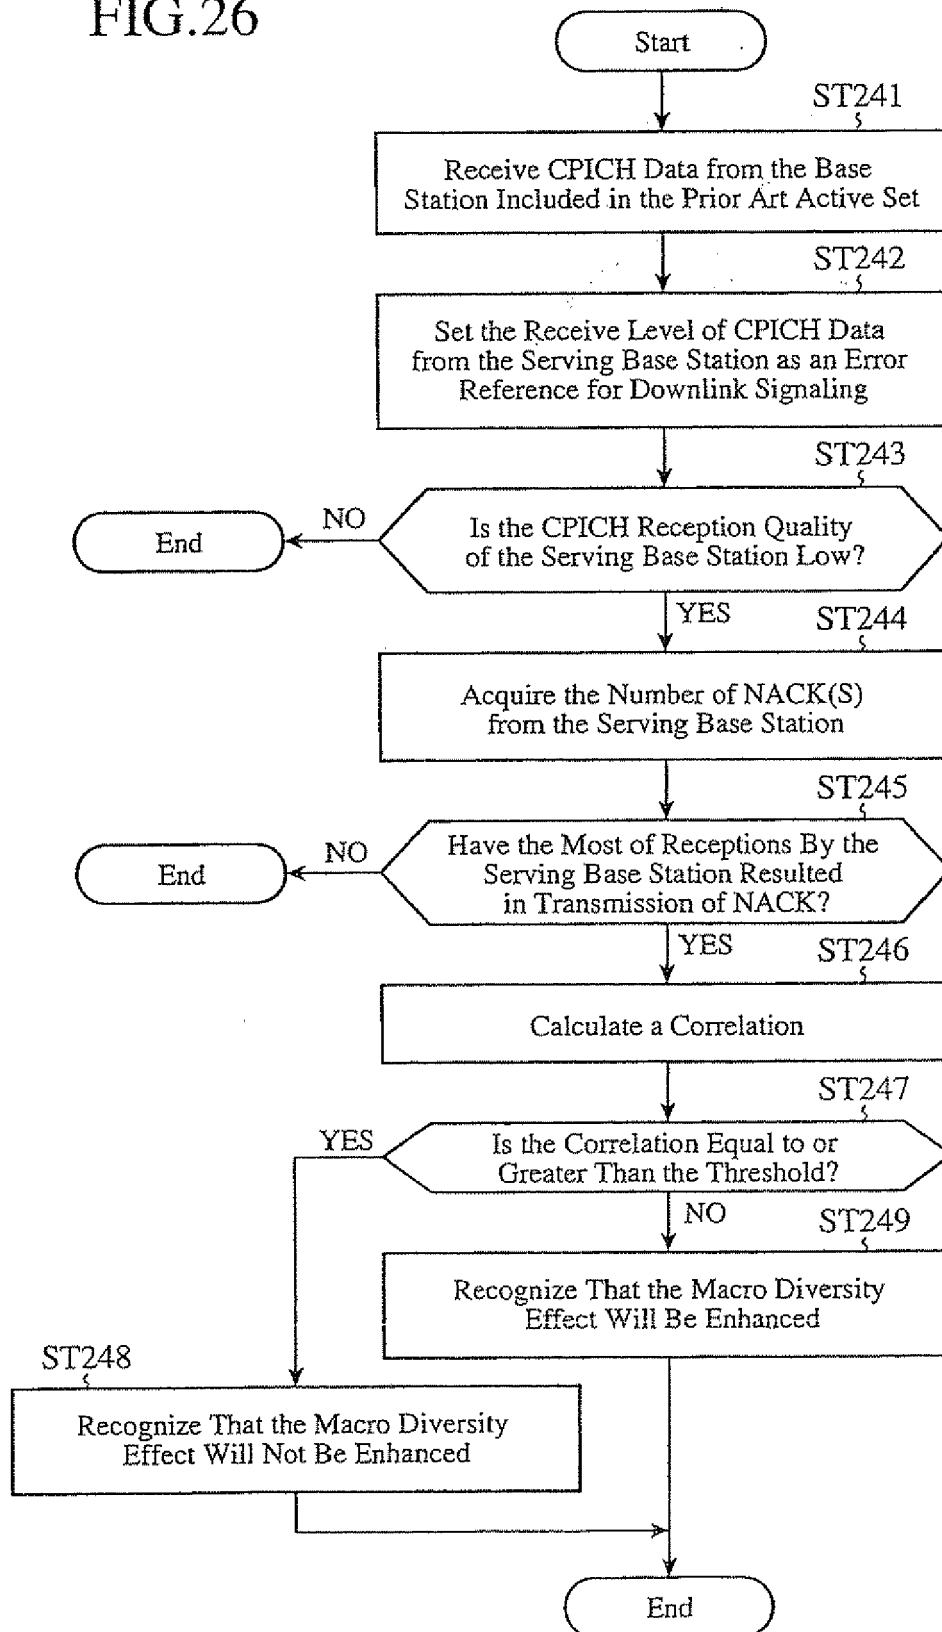 FIG.26
Start
ST241
Receive CPICH Data from the Base
Station Included in the Prior Art Active Set
ST242
Set the Receive Level of CPICH Data
from the Serving Base Station as an Error
Reference for Downlink Signaling
ST243
Is the CPICH Reception Quality
of the Serving Base Station Low?
NO
End
YES
ST244
Acquire the Number of NACK(S)
from the Serving Base Station
ST245
Have the Most of Receptions By the
Serving Base Station Resulted
in Transmission of NACK?
NO
End
YES
ST246
Calculate a Correlation
ST247
Is the Correlation Equal to or
Greater Than the Threshold?
YES
NO
ST249
Recognize That the Macro Diversity
Effect Will Be Enhanced
ST248
Recognize That the Macro Diversity
Effect Will Not Be Enhanced
End